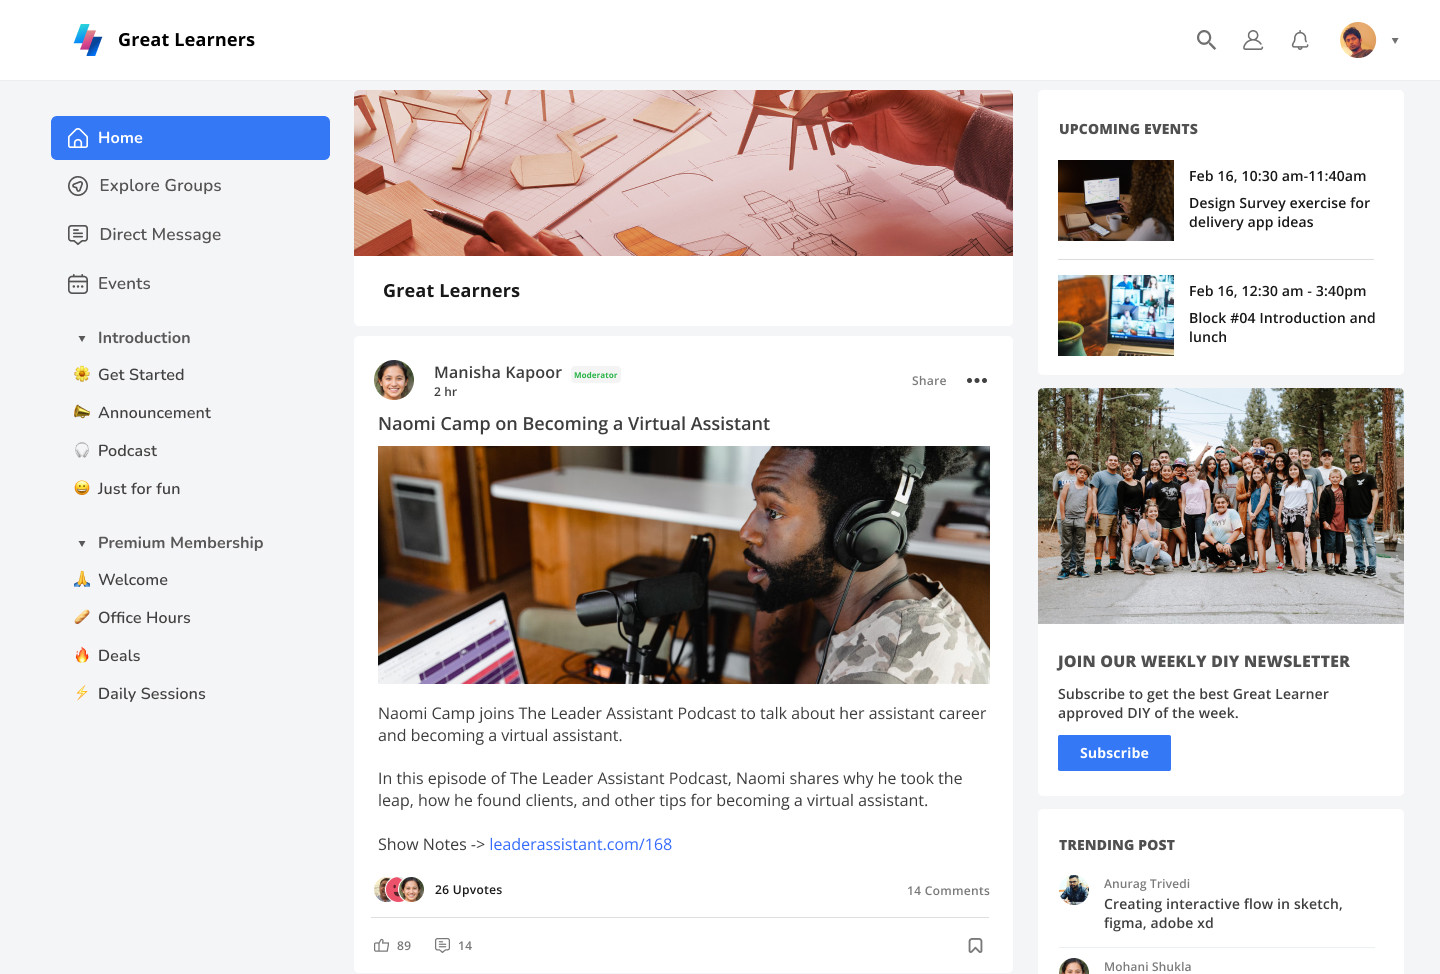 Great Learners
Home
Explore Groups
Direct Message
Events
Introduction
Get Started
Announcement
Podcast
Just for fun
Premium Membership
Welcome
Office Hours
Deals
Daily Sessions
Great Learners
Manisha Kapoor Moderator
2 hr
Share
Naomi Camp on Becoming a Virtual Assistant
Naomi Camp joins The Leader Assistant Podcast to talk about her assistant career
and becoming a virtual assistant.
In this episode of The Leader Assistant Podcast, Naomi shares why he took the
leap, how he found clients, and other tips for becoming a virtual assistant.
Show Notes -> leaderassistant.com/168
26 Upvotes
14 Comments
89
14
UPCOMING EVENTS
Feb 16, 10:30 am-11:40am
Design Survey exercise for
delivery app ideas
Feb 16, 12:30 am - 3:40pm
Block #04 Introduction and
lunch
JOIN OUR WEEKLY DIY NEWSLETTER
Subscribe to get the best Great Learner
approved DIY of the week.
Subscribe
TRENDING POST
Anurag Trivedi
Creating interactive flow in sketch,
figma, adobe xd
Mohani Shukla